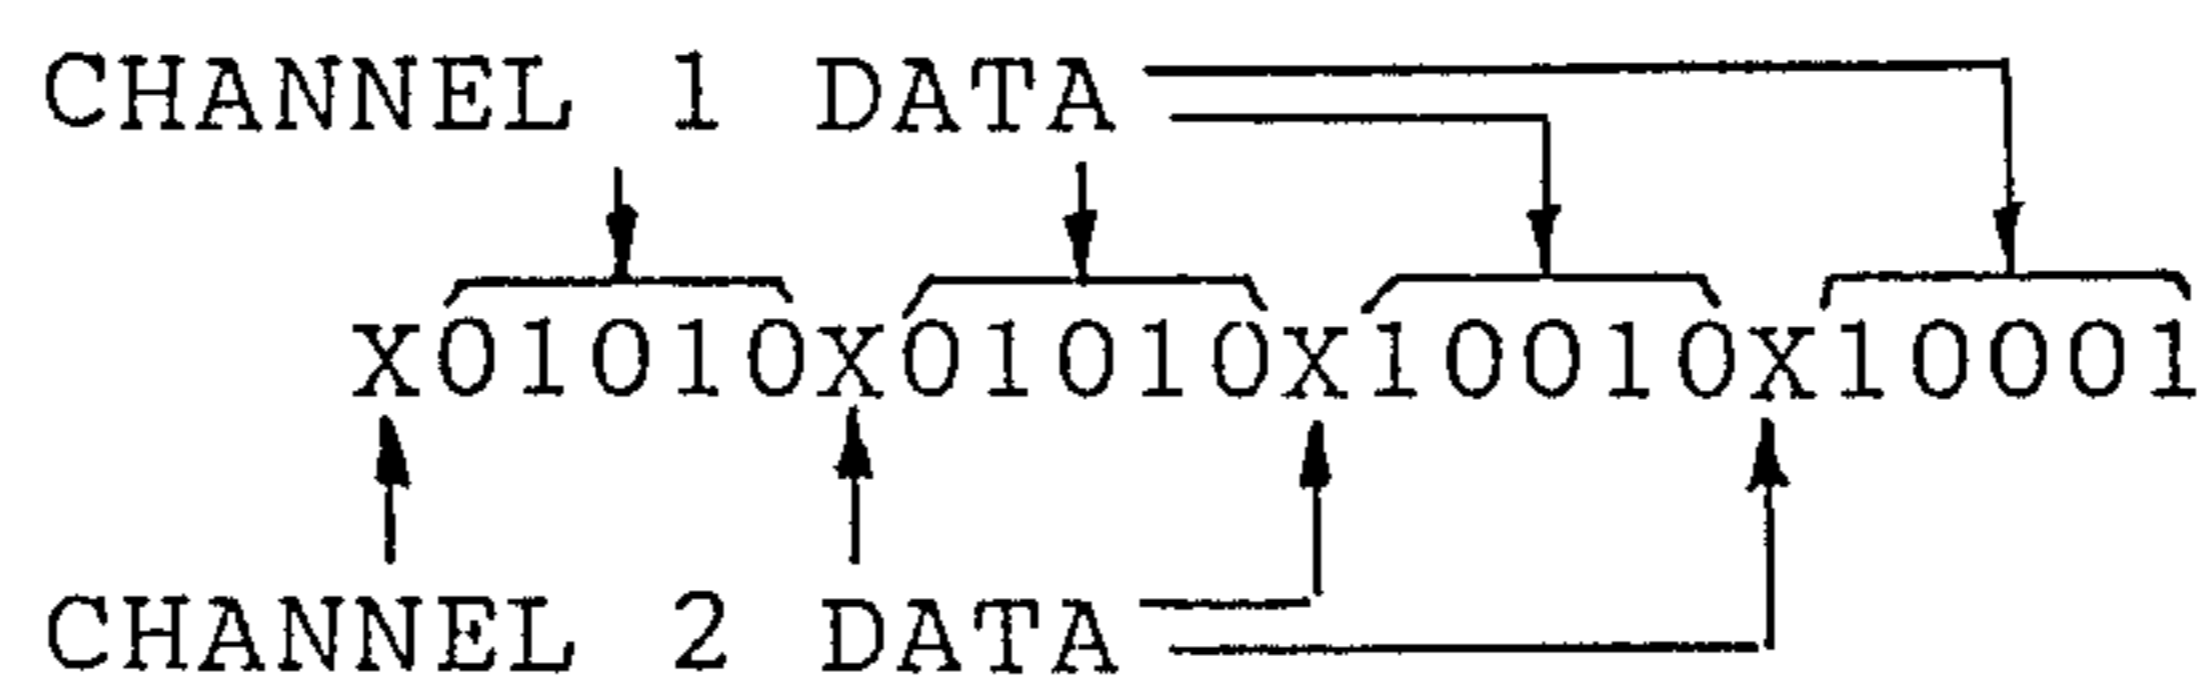 CHANNEL 1 DATA
X01010X01010X10010X10001
CHANNEL 2 DATA